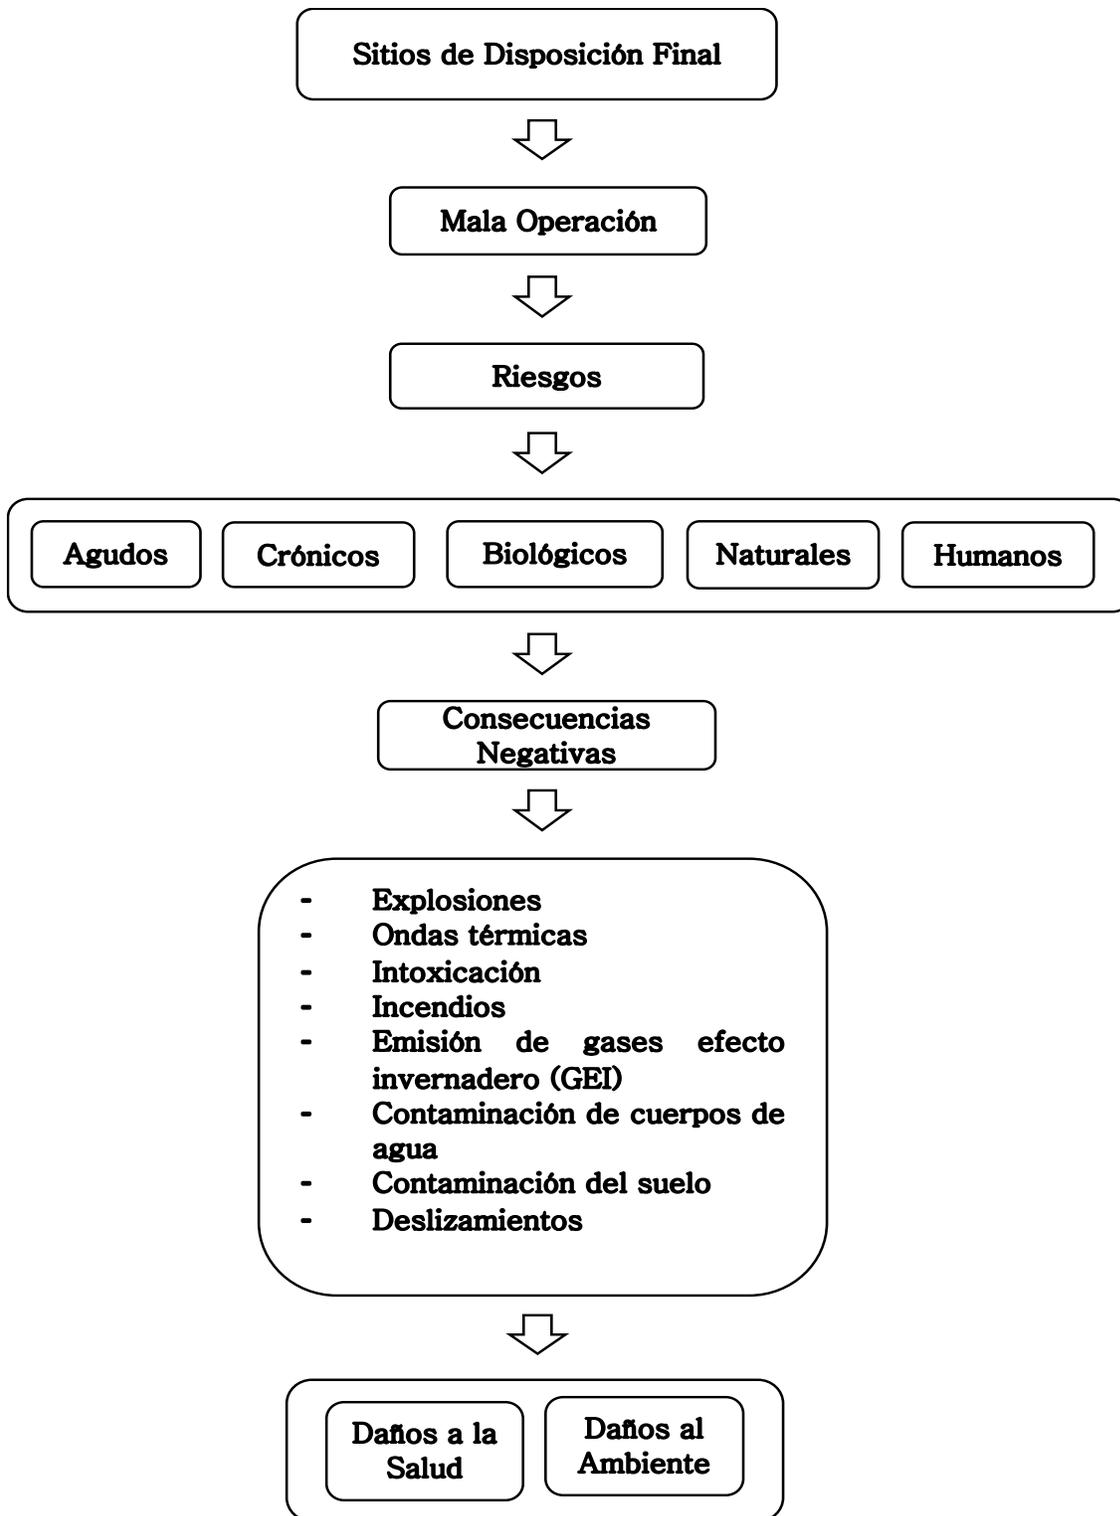 Sitios de Disposición Final
Mala Operación
Riesgos
Agudos
Crónicos
Biológicos
Naturales
Humanos
Consecuencias
Negativas
- Explosiones
- Ondas térmicas
- Intoxicación
- Incendios
- Emisión de gases efecto
invernadero (GEI)
- Contaminación de cuerpos de
agua
- Contaminación del suelo
- Deslizamientos
Daños a la
Salud
Daños al
Ambiente